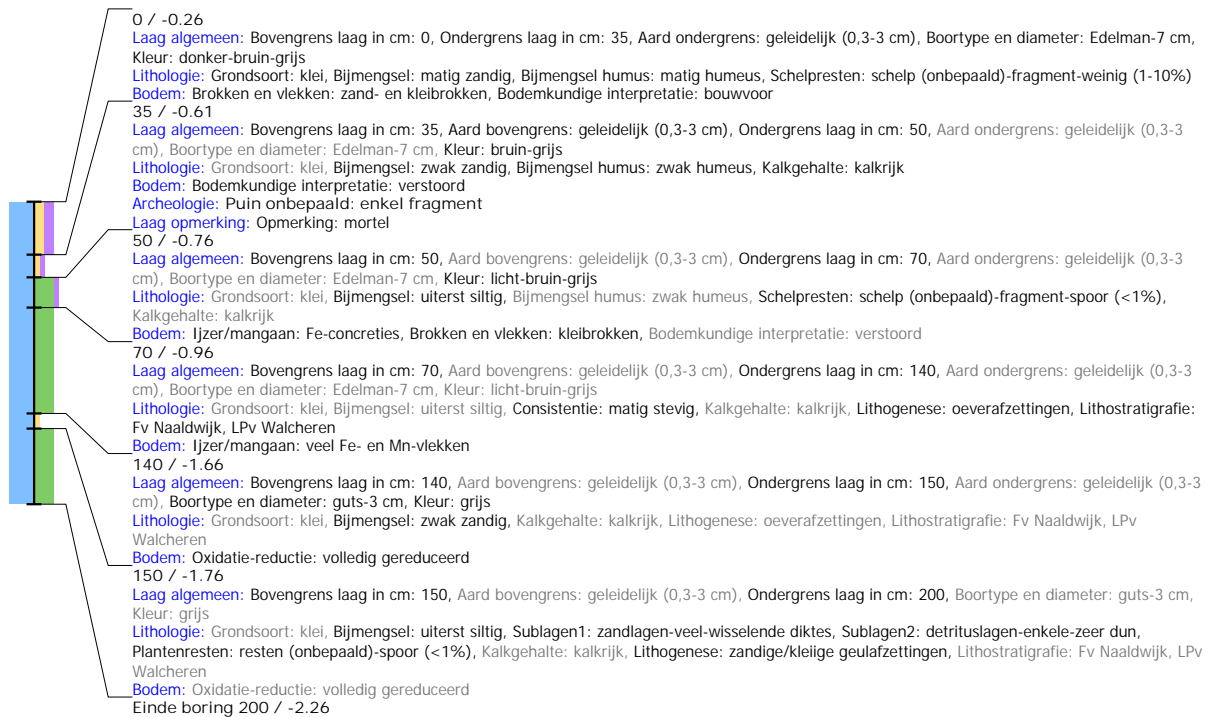 0 / -0.26
Laag algemeen: Bovengrens laag in cm: 0, Ondergrens laag in cm: 35, Aard ondergrens: geleidelijk (0,3-3 cm), Boortype en diameter: Edelman-7 cm,
Kleur: donker-bruin-grijs
Lithologie: Grondsoort: klei, Bijmengsel: matig zandig, Bijmengsel humus: matig humeus, Schelpresten: schelp (onbepaald)-fragment-weinig (1-10%)
Bodem: Brokken en vlekken: zand- en kleibrokken, Bodemkundige interpretatie: bouwvoor
35 / -0.61
Laag algemeen: Bovengrens laag in cm: 35, Aard bovengrens: geleidelijk (0,3-3 cm), Ondergrens laag in cm: 50, Aard ondergrens: geleidelijk (0,3-3
cm), Boortype en diameter: Edelman-7 cm, Kleur: bruin-grijs
Lithologie: Grondsoort: klei, Bijmengsel: zwak zandig, Bijmengsel humus: zwak humeus, Kalkgehalte: kalkrijk
Bodem: Bodemkundige interpretatie: verstoord
Archeologie: Puin onbepaald: enkel fragment
Laag opmerking: Opmerking: mortel
50 / -0.76
Laag algemeen: Bovengrens laag in cm: 50, Aard bovengrens: geleidelijk (0,3-3 cm), Ondergrens laag in cm: 70, Aard ondergrens: geleidelijk (0,3-3
cm), Boortype en diameter: Edelman-7 cm, Kleur: licht-bruin-grijs
Lithologie: Grondsoort: klei, Bijmengsel: uiterst siltig, Bijmengsel humus: zwak humeus, Schelpresten: schelp (onbepaald)-fragment-spoor (<1%),
Kalkgehalte: kalkrijk
Bodem: Ijzer/mangaan: Fe-concreties, Brokken en vlekken: kleibrokken, Bodemkundige interpretatie: verstoord
70 / -0.96
Laag algemeen: Bovengrens laag in cm: 70, Aard bovengrens: geleidelijk (0,3-3 cm), Ondergrens laag in cm: 140, Aard ondergrens: geleidelijk (0,3-3
cm), Boortype en diameter: Edelman-7 cm, Kleur: licht-bruin-grijs
Lithologie: Grondsoort: klei, Bijmengsel: uiterst siltig, Consistentie: matig stevig, Kalkgehalte: kalkrijk, Lithogenese: oeverafzettingen, Lithostratigrafie:
Fv Naaldwijk, LPv Walcheren
Bodem: Ijzer/mangaan: veel Fe- en Mn-vlekken
140 / -1.66
Laag algemeen: Bovengrens laag in cm: 140, Aard bovengrens: geleidelijk (0,3-3 cm), Ondergrens laag in cm: 150, Aard ondergrens: geleidelijk (0,3-3
cm), Boortype en diameter: guts-3 cm, Kleur: grijs
Lithologie: Grondsoort: klei, Bijmengsel: zwak zandig, Kalkgehalte: kalkrijk, Lithogenese: oeverafzettingen, Lithostratigrafie: Fv Naaldwijk, LPv
Walcheren
Bodem: Oxidatie-reductie: volledig gereduceerd
150 / -1.76
Laag algemeen: Bovengrens laag in cm: 150, Aard bovengrens: geleidelijk (0,3-3 cm), Ondergrens laag in cm: 200, Boortype en diameter: guts-3 cm,
Kleur: grijs
Lithologie: Grondsoort: klei, Bijmengsel: uiterst siltig, Sublagen1: zandlagen-veel-wisselende diktes, Sublagen2: detrituslagen-enkele-zeer dun,
Plantenresten: resten (onbepaald)-spoor (<1%), Kalkgehalte: kalkrijk, Lithogenese: zandige/kleiige geulafzettingen, Lithostratigrafie: Fv Naaldwijk, LPv
Walcheren
Bodem: Oxidatie-reductie: volledig gereduceerd
Einde boring 200 / -2.26